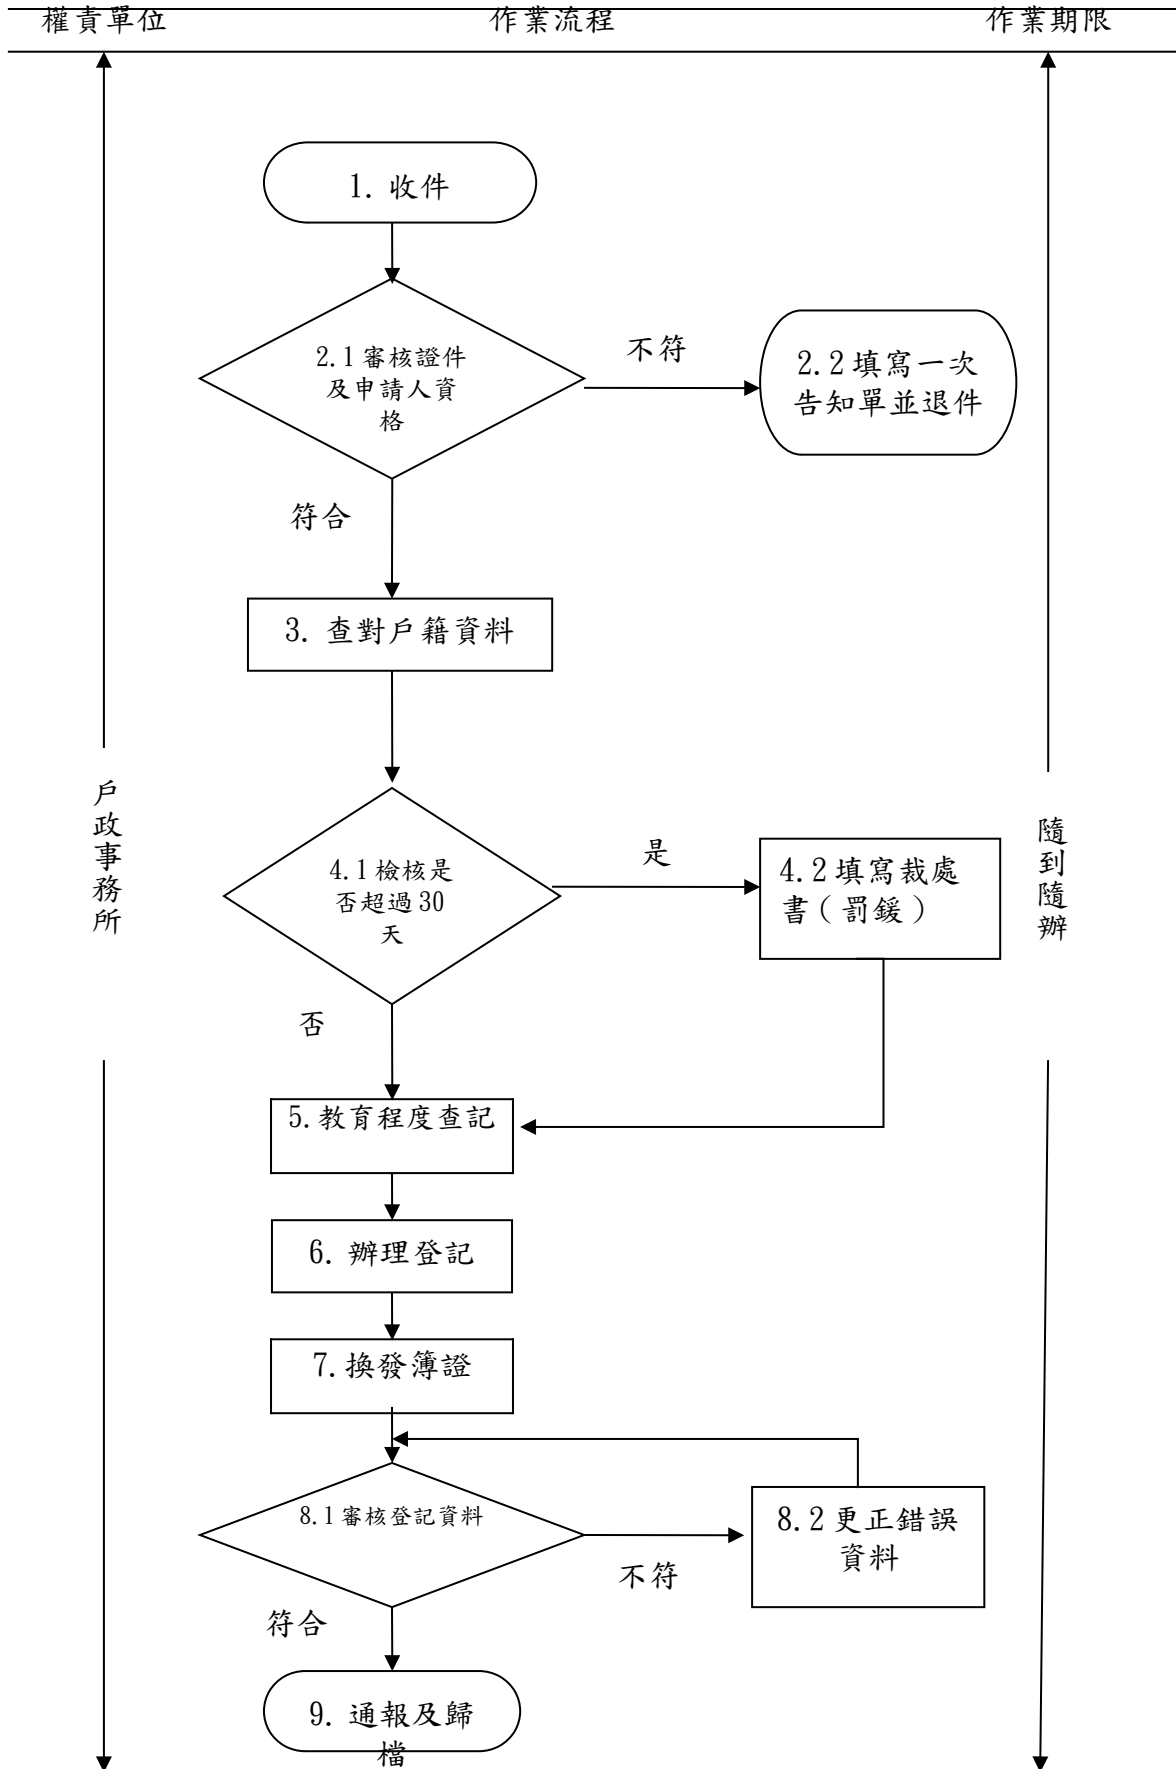 權責單位 作業流程 作業期限
1. 收件
2.1審核證件
及申請人資
格
不符
2.2填寫一次
告知單並退件
符合
3. 查對戶籍資料
戶政事務所
4.1檢核是
否超過30
天
是
4.2填寫裁處
書(罰鍰)
隨到隨辦
否
5.教育程度查記
6. 辦理登記
7.換發簿證
8.1審核登記資料
不符
8.2更正錯誤
資料
符合
9. 通報及歸
檔